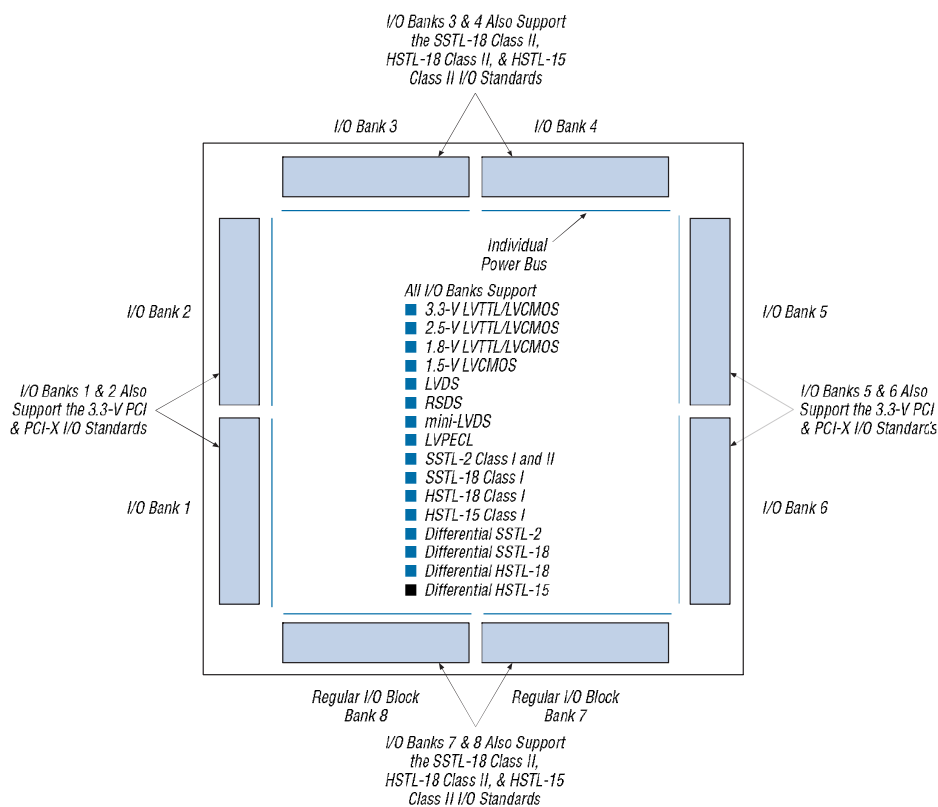 I/O Banks 3 & 4 Also Support
the SSTL-18 Class II,
HSTL-18 Class II, & HSTL-15
Class II I/O Standards
I/O Bank 3
I/O Bank 4
Individual
Power Bus
I/O Bank 2
I/O Bank 5
I/O Banks 1 & 2 Also
Support the 3.3-V PCI
& PCI-X I/O Standards
I/O Banks 5 & 6 Also
Support the 3.3-V PCI
& PCI-X I/O Standards
I/O Bank 1
I/O Bank 6
All I/O Banks Support
3.3-V LVTTL/LVCMOS
2.5-V LVTTL/LVCMOS
1.8-V LVTTL/LVCMOS
1.5-V LVCMOS
LVDS
RSDS
mini-LVDS
LVPECL
SSTL-2 Class I and II
SSTL-18 Class I
HSTL-18 Class I
HSTL-15 Class I
Differential SSTL-2
Differential SSTL-18
Differential HSTL-18
Differential HSTL-15
Regular I/O Block
Bank 8
Regular I/O Block
Bank 7
I/O Banks 7 & 8 Also Support
the SSTL-18 Class II,
HSTL-18 Class II, & HSTL-15
Class II I/O Standards